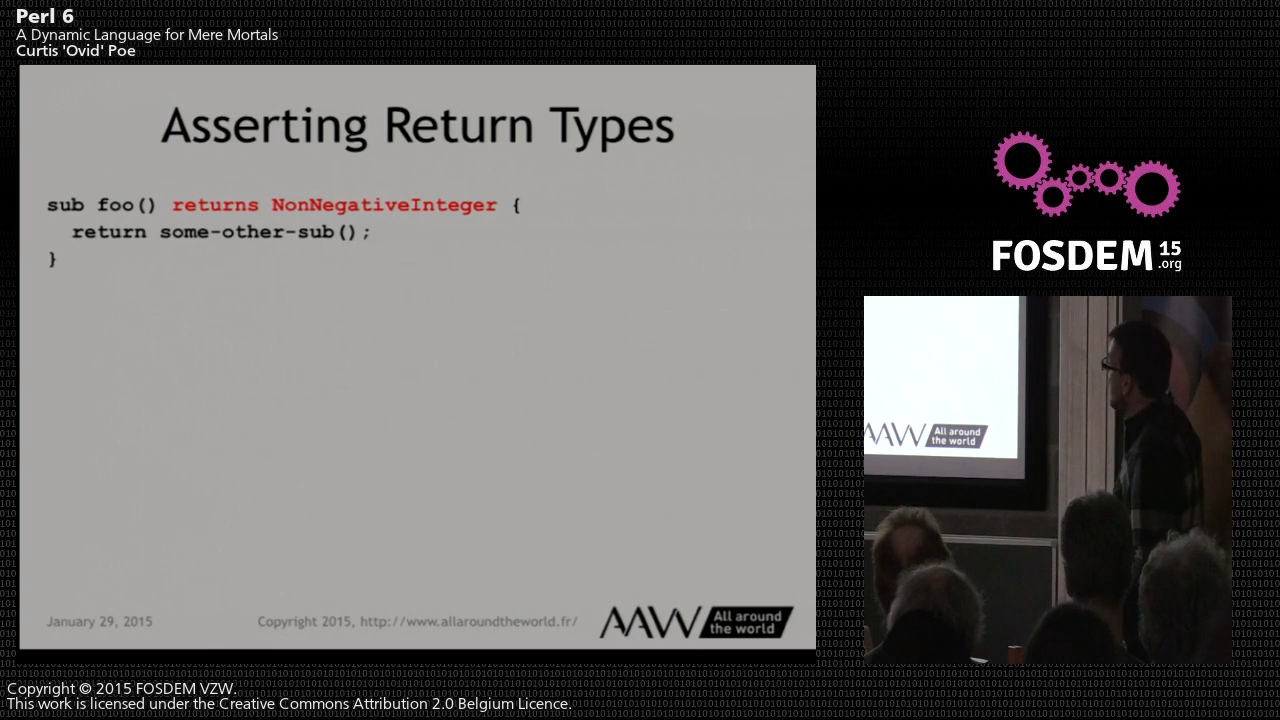 Perl 6
A Dynamic Language for Mere Mortals
Curtis 'Ovid' Poe
Asserting Return Types
sub foo() returns NonNegativeInteger {
  return some-other-sub();
}
January 29, 2015
Copyright 2015, http://www.allaroundtheworld.fr/
AAW All around
the world
FOSDEM 15
.org
AAW All around
the world
Copyright © 2015 FOSDEM VZW.
This work is licensed under the Creative Commons Attribution 2.0 Belgium Licence.